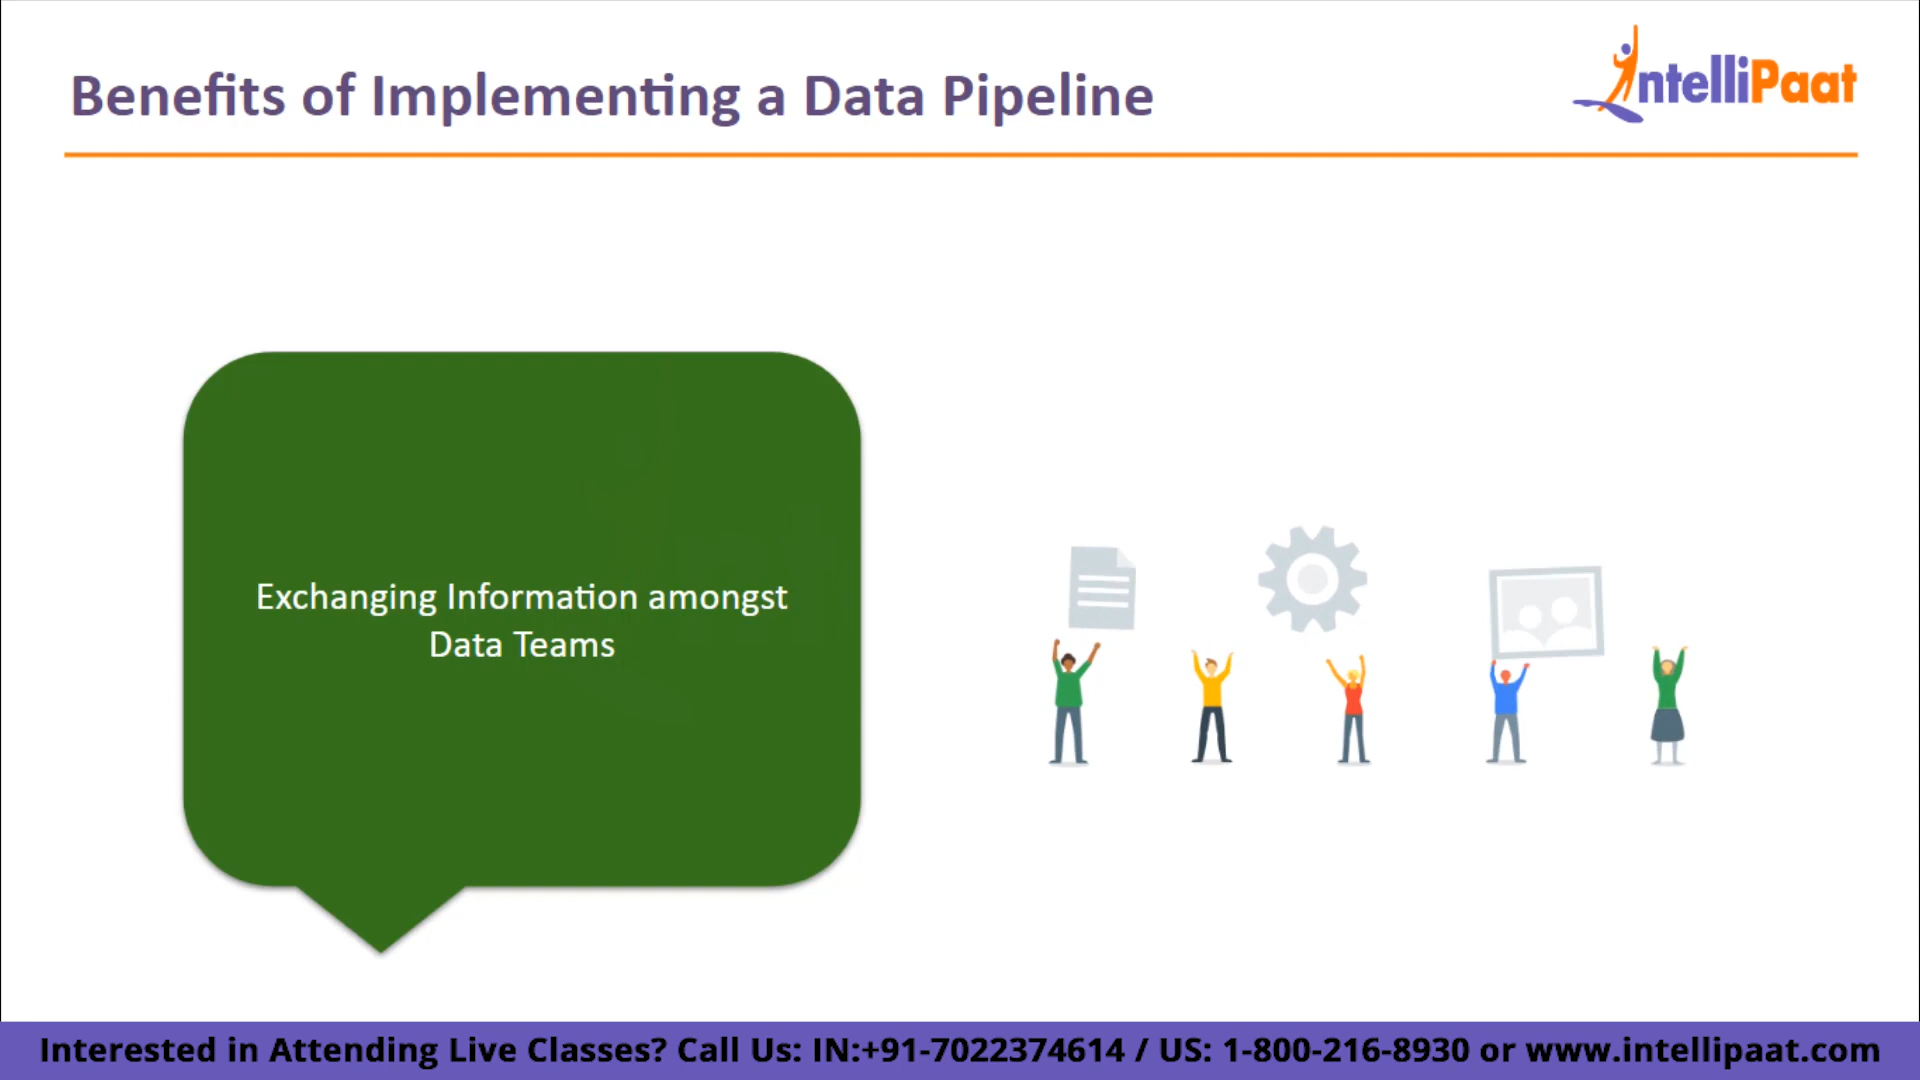 Benefits of Implementing a Data Pipeline
IntelliPaat
Exchanging Information amongst
Data Teams
Interested in Attending Live Classes? Call Us: IN:+91-7022374614 / US: 1-800-216-8930 or www.intellipaat.com